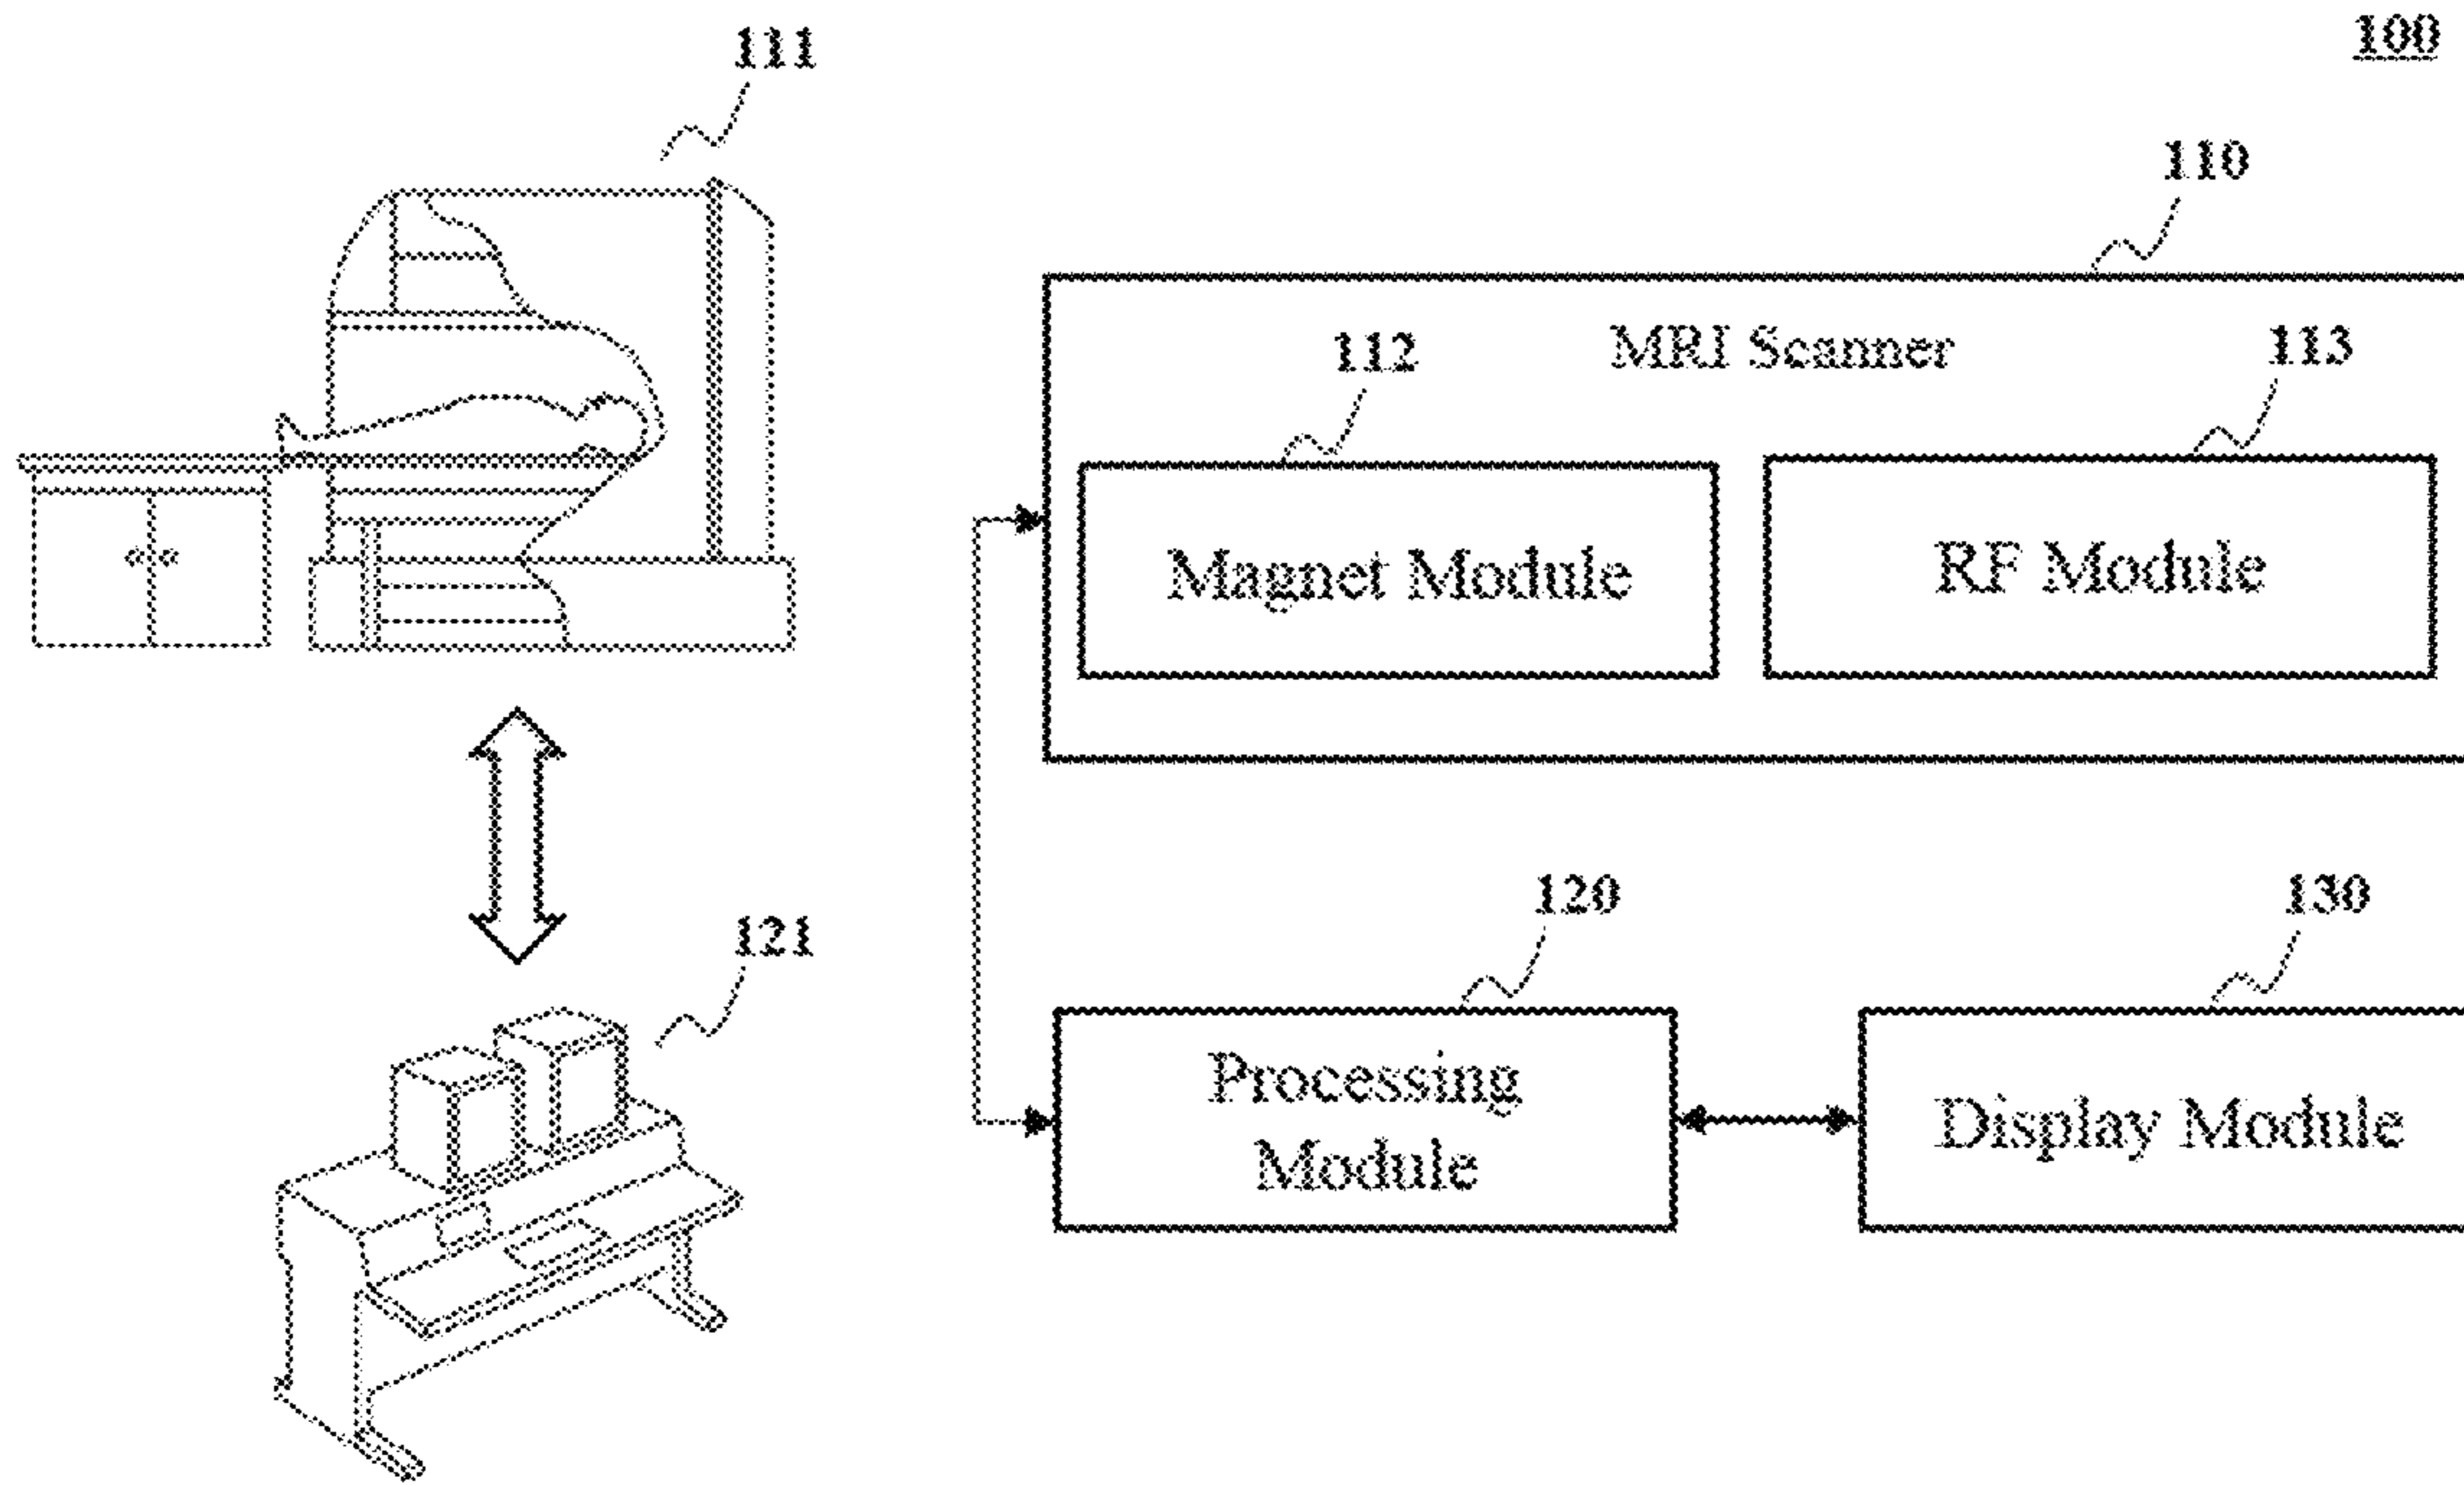 100
111
110
MRI Scanner
112
113
Magnet Module
RF Module
121
120
130
Processing
Module
Display Module